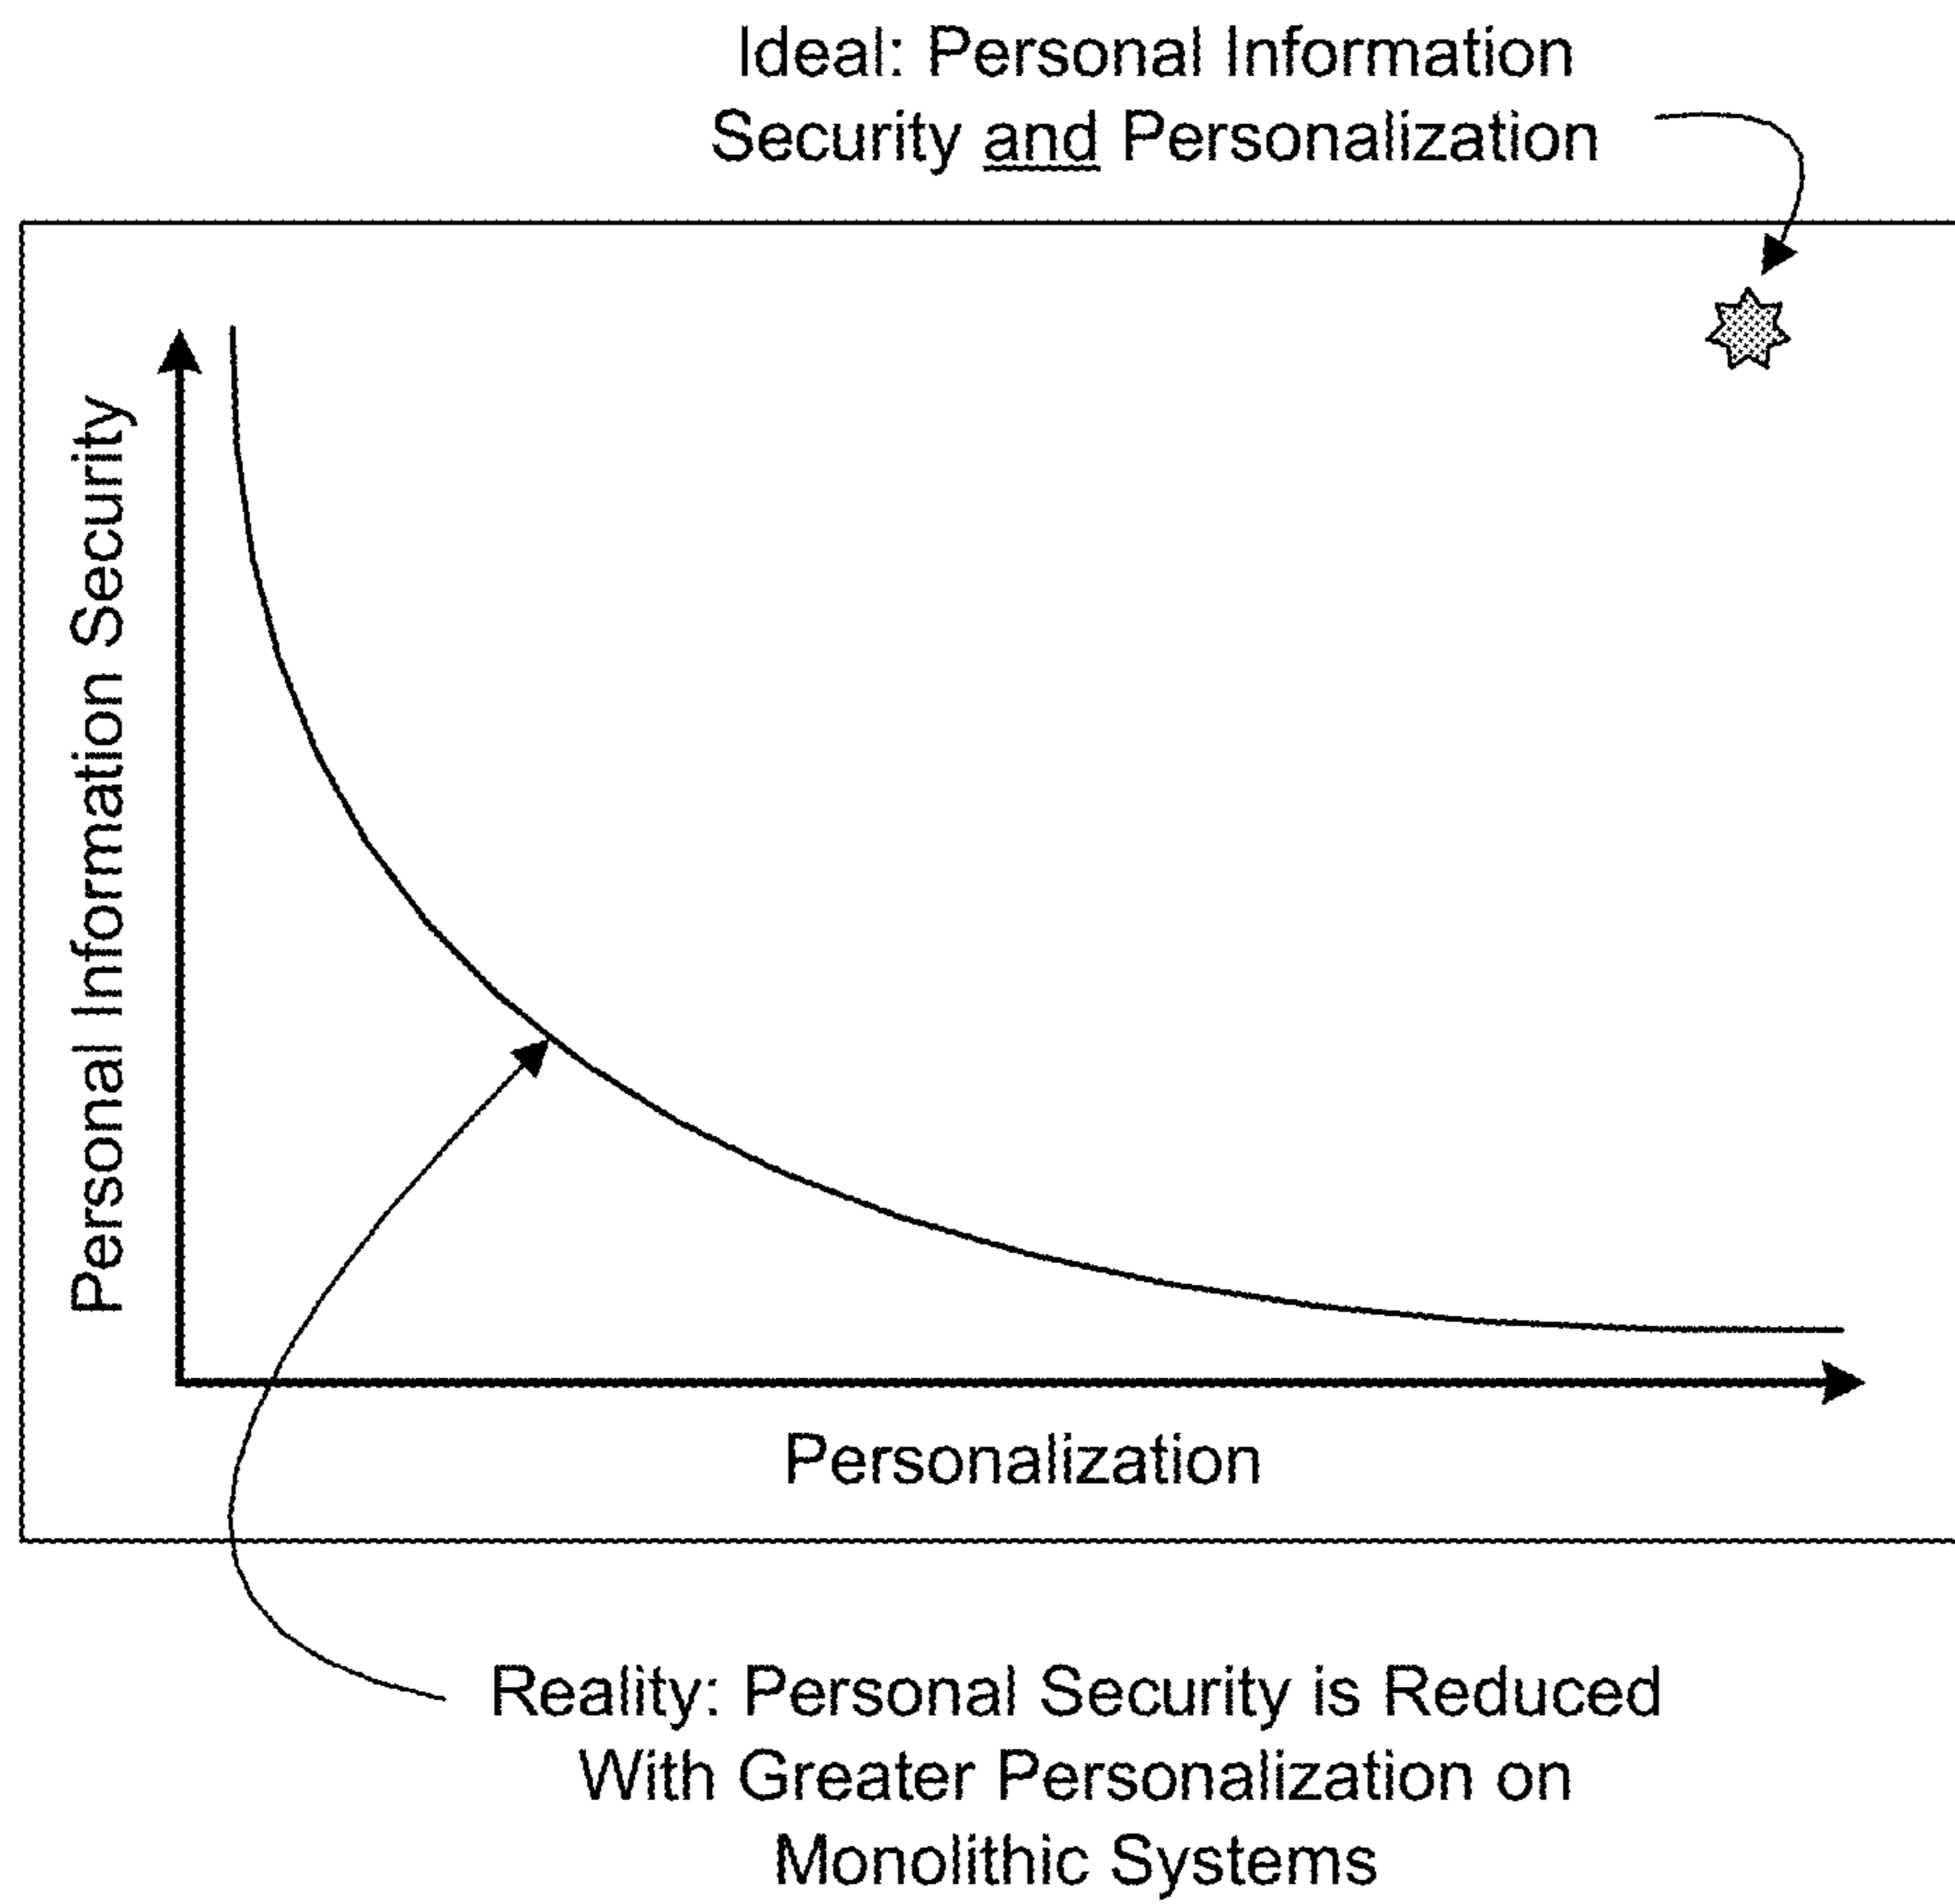 Ideal: Personal Information
Security and Personalization
Personal Information Security
Personalization
Reality: Personal Security is Reduced
With Greater Personalization on
Monolithic Systems